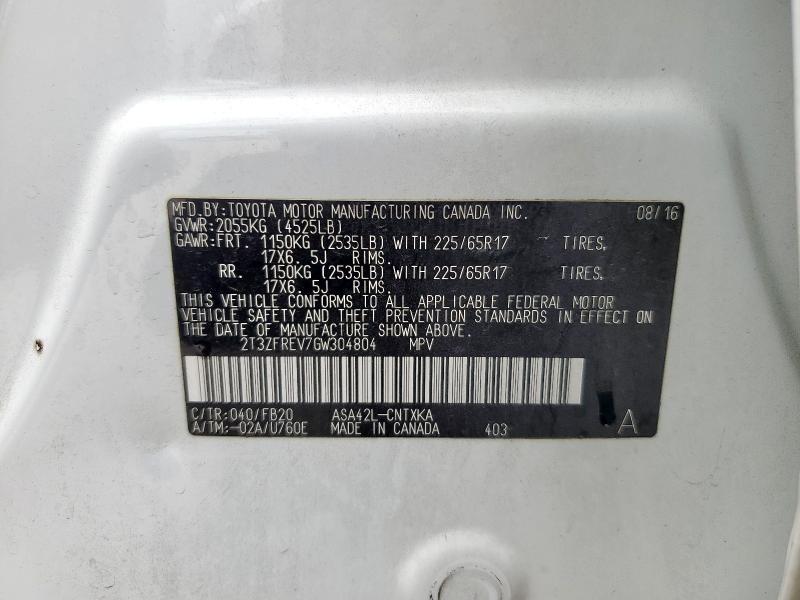 MFD.BY:TOYOTA MOTOR MANUFACTURING CANADA INC. 08/16
GVWR:2055KG (4525LB)
GAWR:FRT. 1150KG (2535LB) WITH 225/65R17 TIRES,
17X6. 5J RIMS.
RR. 1150KG (2535LB) WITH 225/65R17 TIRES,
17X6. 5J RIMS.
THIS VEHICLE CONFORMS TO ALL APPLICABLE FEDERAL MOTOR
VEHICLE SAFETY AND THEFT PREVENTION STANDARDS IN EFFECT ON
THE DATE OF MANUFACTURE SHOWN ABOVE.
2T3ZFREV7GW304804 MPV
C/TR:040/FB20 ASA42L-CNTXKA
A/TM:-02A/U760E MADE IN CANADA 403 A